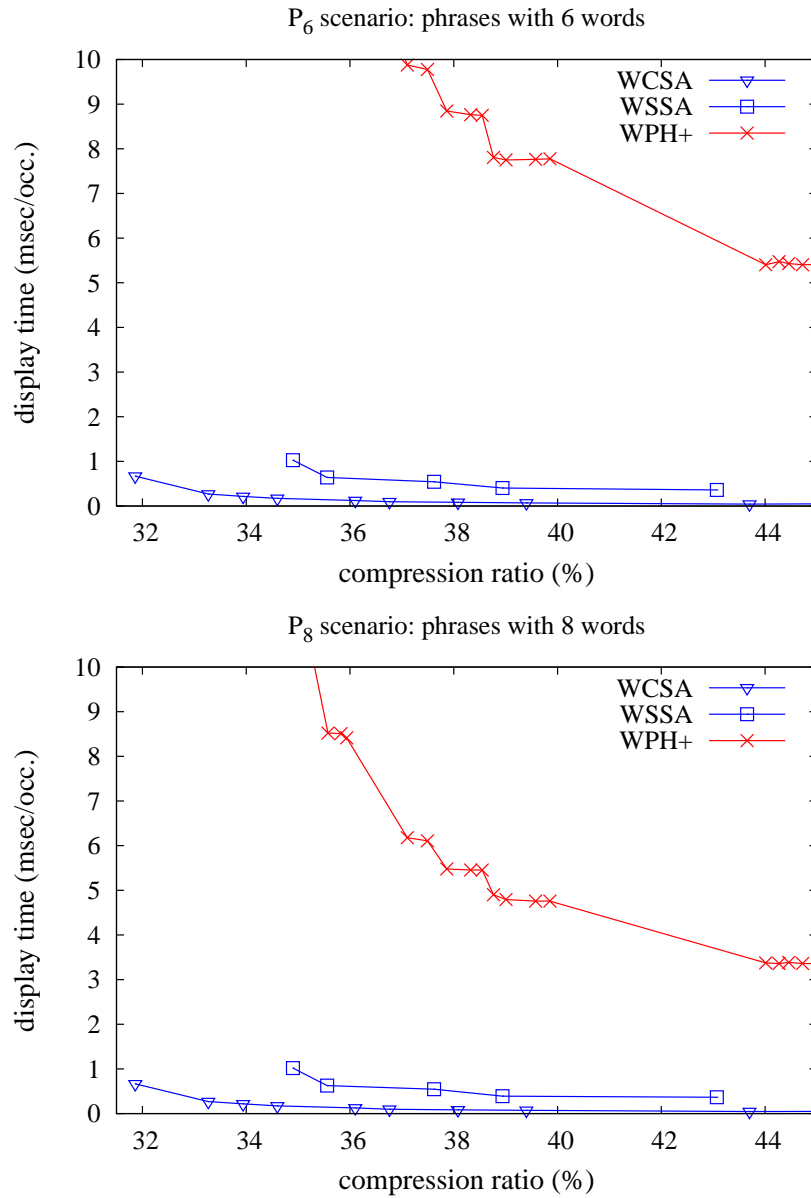 P6 scenario: phrases with 6 words
10
9
8
7
6
5
4
3
2
1
0
display time (msec/occ.)
WCSA
WSSA
WPH+
32 34 36 38 40 42 44
compression ratio (%)
P8 scenario: phrases with 8 words
10
9
8
7
6
5
4
3
2
1
0
display time (msec/occ.)
WCSA
WSSA
WPH+
32 34 36 38 40 42 44
compression ratio (%)